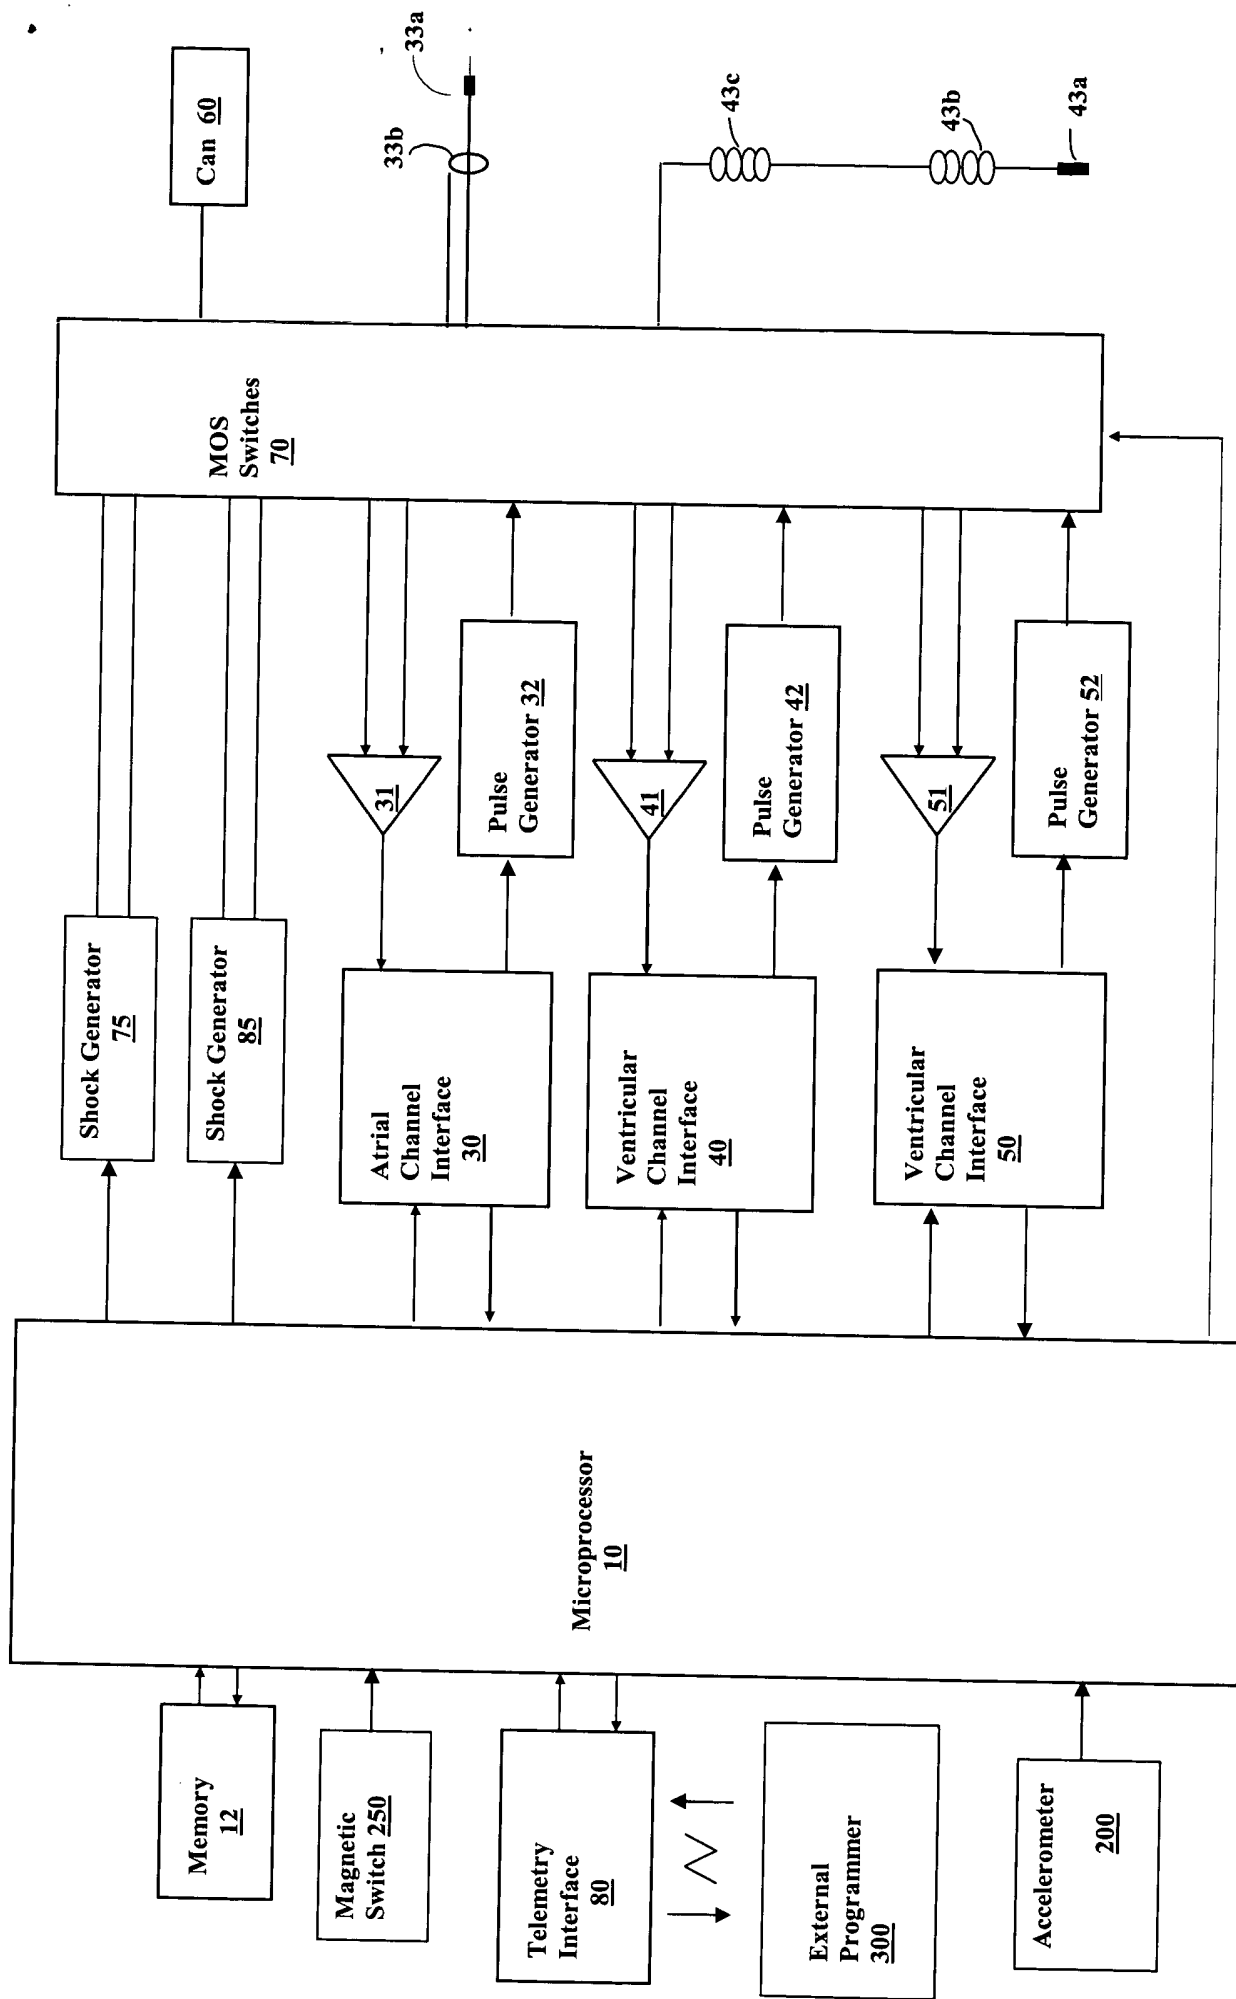 Can 60
33a
33b
43c
43b
43a
MOS
Switches
70
Shock Generator
75
Shock Generator
85
31
Pulse
Generator 32
41
Pulse
Generator 42
51
Pulse
Generator 52
Atrial
Channel
Interface
30
Ventricular
Channel
Interface
40
Ventricular
Channel
Interface
50
Microprocessor
10
Memory
12
Magnetic
Switch 250
Telemetry
Interface
80
External
Programmer
300
Accelerometer
200